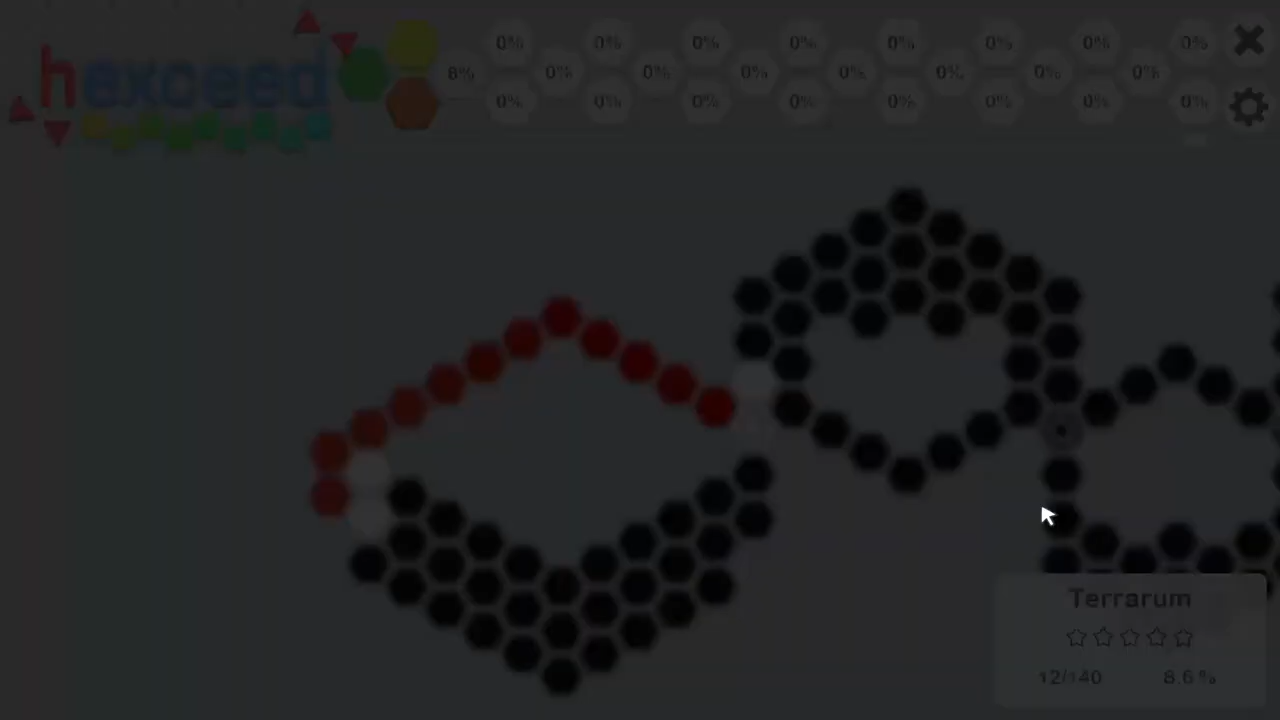 hexceed
0% 0% 0% 0% 0% 0% 0% 0%
8% 0% 0% 0% 0% 0% 0% 0%
0% 0% 0% 0% 0% 0% 0% 0%
Terrarum
12/140 8.6%